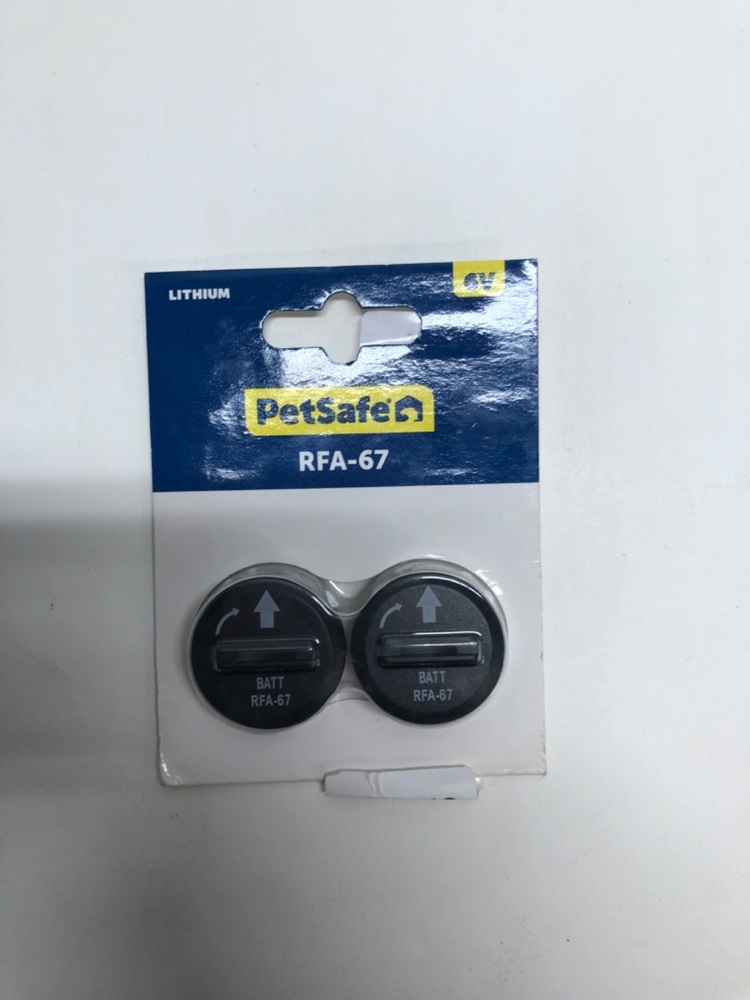 LITHIUM
6V
PetSafe
RFA-67
BATT
RFA-67
BATT
RFA-67